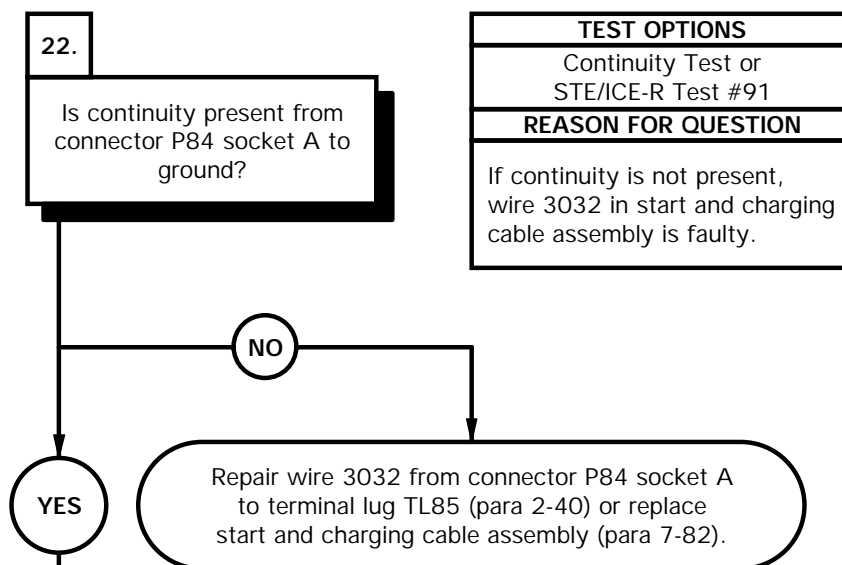 22.
Is continuity present from
connector P84 socket A to
ground?
TEST OPTIONS
Continuity Test or
STE/ICE-R Test #91
REASON FOR QUESTION
If continuity is not present,
wire 3032 in start and charging
cable assembly is faulty.
NO
YES
Repair wire 3032 from connector P84 socket A
to terminal lug TL85 (para 2-40) or replace
start and charging cable assembly (para 7-82).